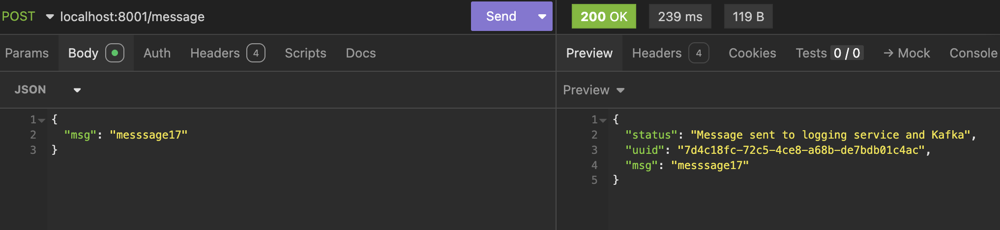 POST localhost:8001/message Send
200 OK 239 ms 119 B
Params Body Auth Headers 4 Scripts Docs
Preview Headers 4 Cookies Tests 0 / 0 → Mock Console
JSON
Preview
1 {
2 "msg": "messsage17"
3 }
1 {
2 "status": "Message sent to logging service and Kafka",
3 "uuid": "7d4c18fc-72c5-4ce8-a68b-de7bdb01c4ac",
4 "msg": "messsage17"
5 }